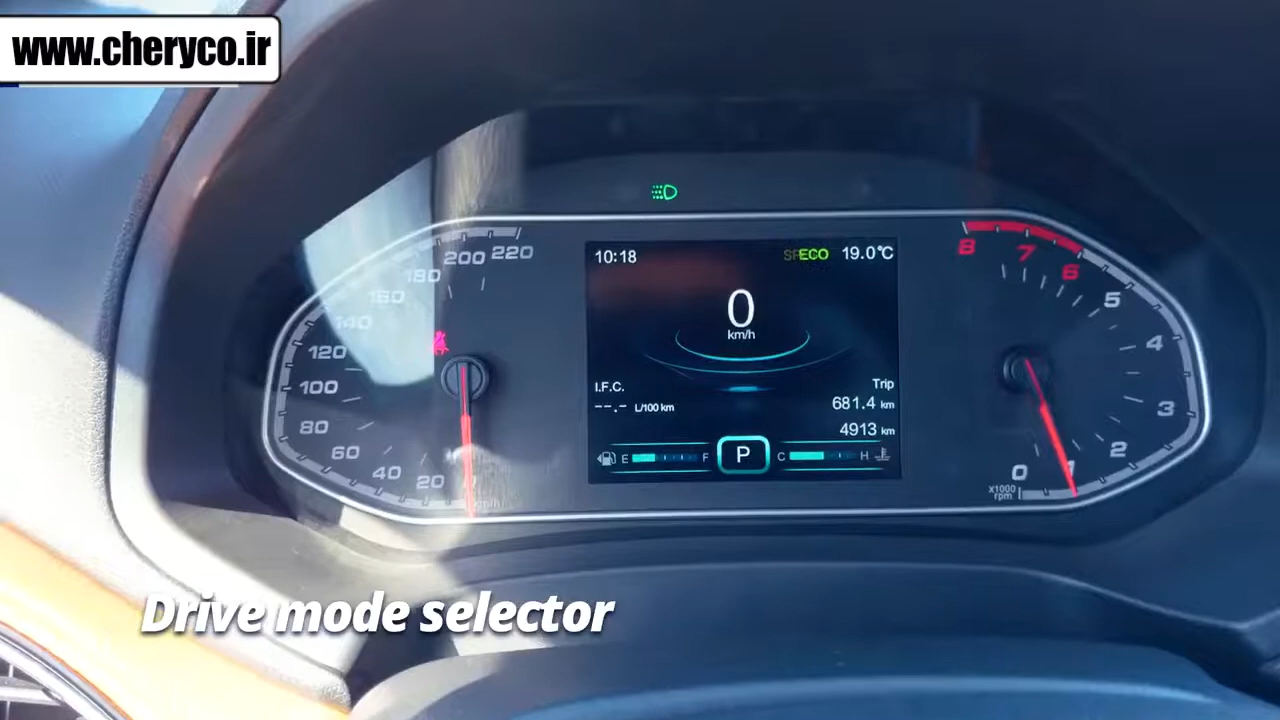 www.cheryco.ir
10:18
ECO
19.0℃
0
km/h
I.F.C.
--.- L/100 km
Trip
681.4 km
4913 km
E F
P
C H
220
200
180
160
140
120
100
80
60
40
20
8
7
6
5
4
3
2
1
0
x1000
rpm
Drive mode selector